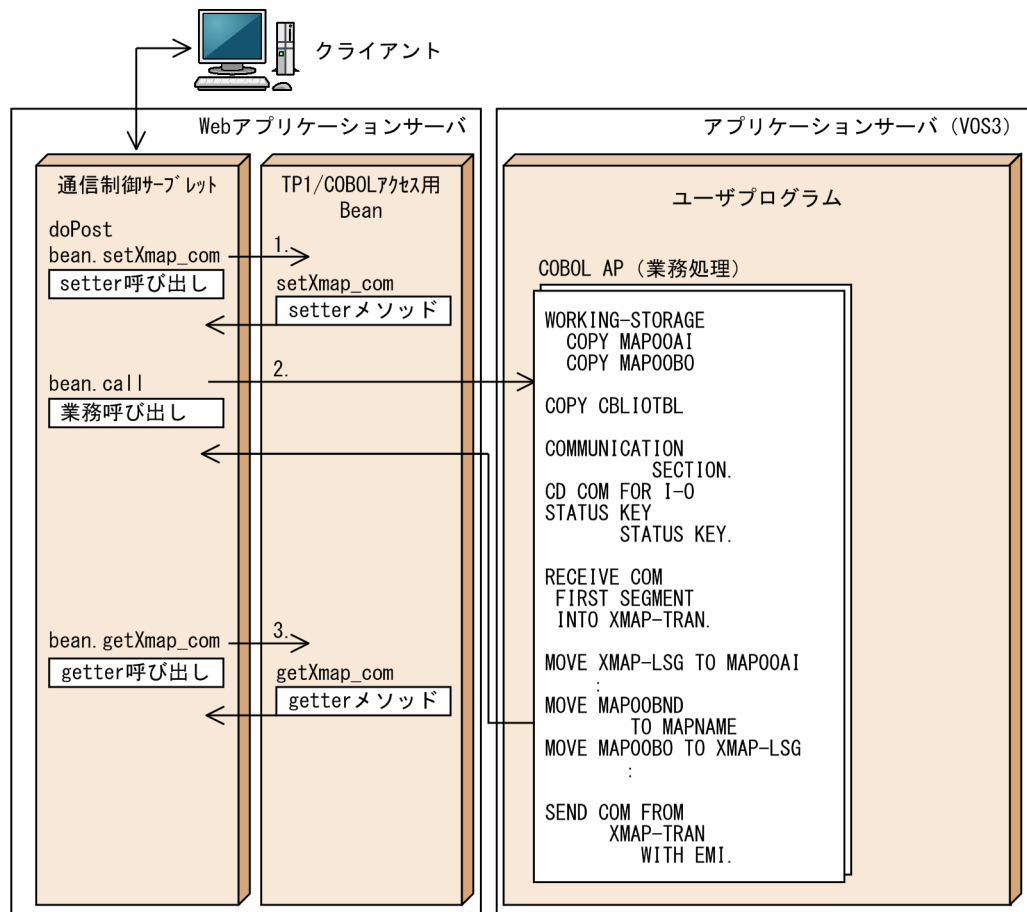 クライアント
Webアプリケーションサーバ
アプリケーションサーバ（VOS3）
通信制御ｻｰﾌﾞﾚｯﾄ
doPost
bean.setXmap_com
setter呼び出し
bean.call
業務呼び出し
bean.getXmap_com
getter呼び出し
TP1/COBOLｱｸｾｽ用
Bean
1.
setXmap_com
setterメソッド
2.
3.
getXmap_com
getterメソッド
ユーザプログラム
COBOL AP（業務処理）
WORKING-STORAGE
COPY MAP00AI
COPY MAP00BO
COPY CBLIOTBL
COMMUNICATION
SECTION.
CD COM FOR I-O
STATUS KEY
STATUS KEY.
RECEIVE COM
FIRST SEGMENT
INTO XMAP-TRAN.
MOVE XMAP-LSG TO MAP00AI
:
MOVE MAP00BND
TO MAPNAME
MOVE MAP00BO TO XMAP-LSG
:
SEND COM FROM
XMAP-TRAN
WITH EMI.